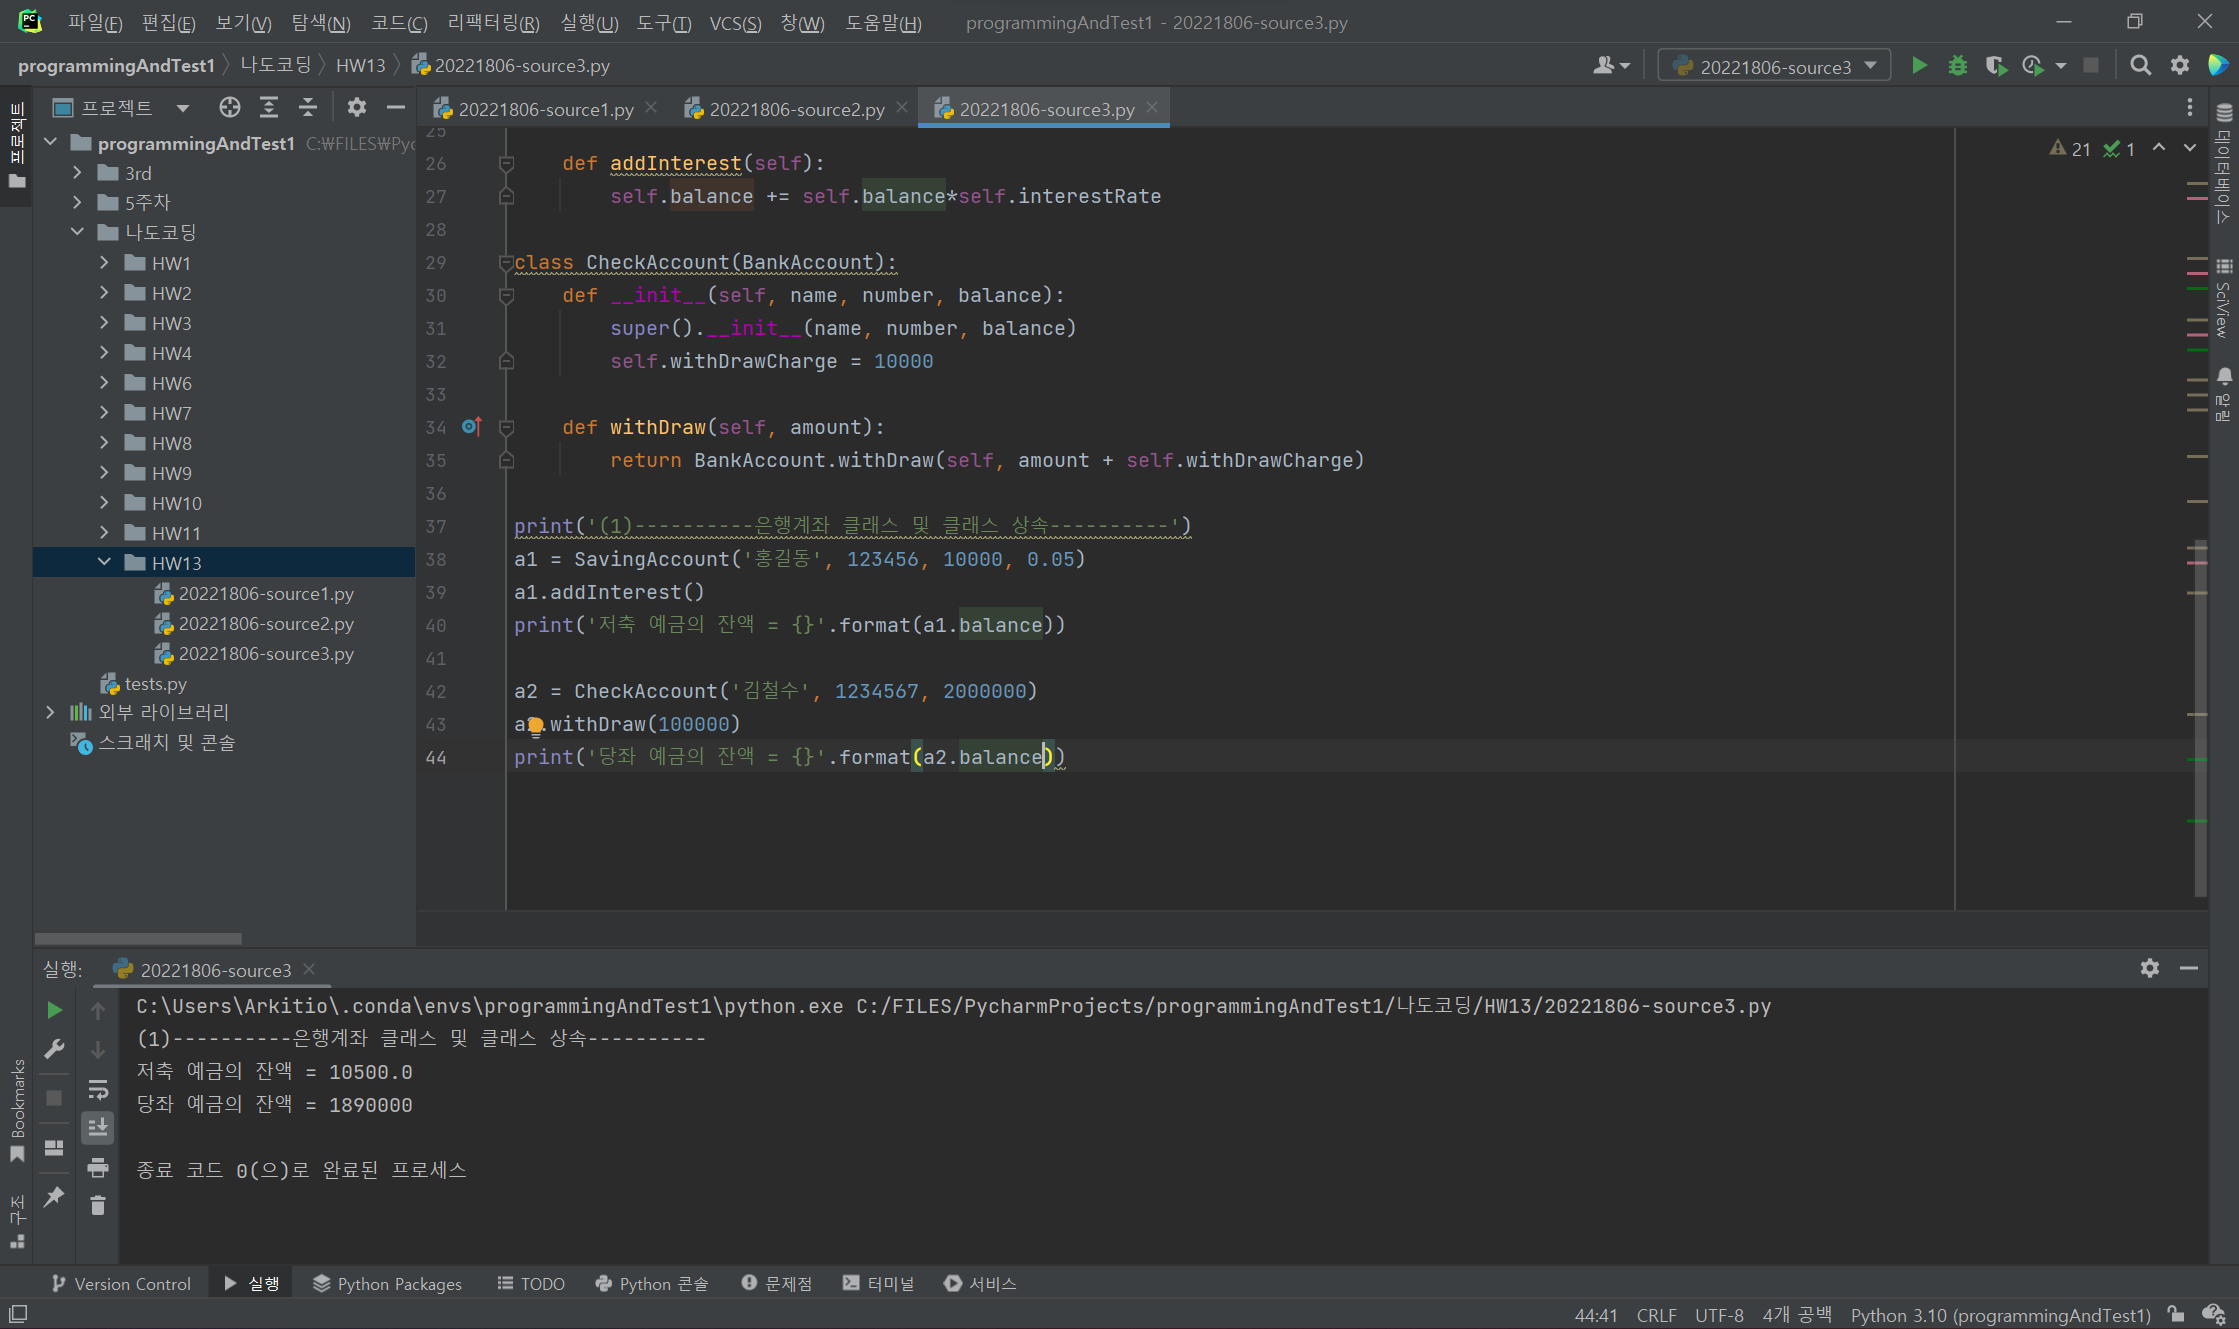 파일(F) 편집(E) 보기(V) 탐색(N) 코드(C) 리팩터링(R) 실행(U) 도구(T) VCS(S) 창(W) 도움말(H) programmingAndTest1 - 20221806-source3.py
programmingAndTest1 나도코딩 HW13 20221806-source3.py
20221806-source3
프로젝트
프로젝트
programmingAndTest1 C:\FILES\Pyc
3rd
5주차
나도코딩
HW1
HW2
HW3
HW4
HW6
HW7
HW8
HW9
HW10
HW11
HW13
20221806-source1.py
20221806-source2.py
20221806-source3.py
tests.py
외부 라이브러리
스크래치 및 콘솔
20221806-source1.py 20221806-source2.py 20221806-source3.py
21 1
25
26 def addInterest(self):
27 self.balance += self.balance*self.interestRate
28
29 class CheckAccount(BankAccount):
30 def __init__(self, name, number, balance):
31 super().__init__(name, number, balance)
32 self.withDrawCharge = 10000
33
34 def withDraw(self, amount):
35 return BankAccount.withDraw(self, amount + self.withDrawCharge)
36
37 print('(1)----------은행계좌 클래스 및 클래스 상속----------')
38 a1 = SavingAccount('홍길동', 123456, 10000, 0.05)
39 a1.addInterest()
40 print('저축 예금의 잔액 = {}'.format(a1.balance))
41
42 a2 = CheckAccount('김철수', 1234567, 2000000)
43 a2.withDraw(100000)
44 print('당좌 예금의 잔액 = {}'.format(a2.balance))
데이터베이스
SciView
알림
실행: 20221806-source3
C:\Users\Arkitio\.conda\envs\programmingAndTest1\python.exe C:/FILES/PycharmProjects/programmingAndTest1/나도코딩/HW13/20221806-source3.py
(1)----------은행계좌 클래스 및 클래스 상속----------
저축 예금의 잔액 = 10500.0
당좌 예금의 잔액 = 1890000
종료 코드 0(으)로 완료된 프로세스
Bookmarks
구조
Version Control 실행 Python Packages TODO Python 콘솔 문제점 터미널 서비스
44:41 CRLF UTF-8 4개 공백 Python 3.10 (programmingAndTest1)